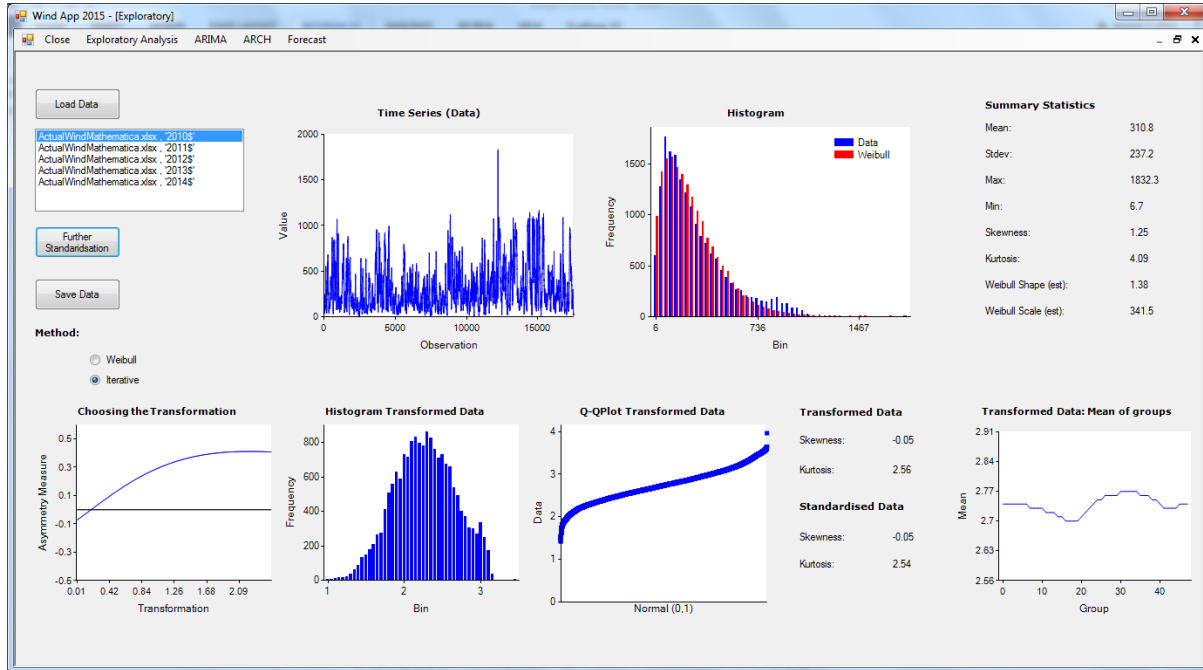 Wind App 2015 - [Exploratory]
Close Exploratory Analysis ARIMA ARCH Forecast
Load Data
ActualWindMathematica.xlsx , '2010$'
ActualWindMathematica.xlsx , '2011$'
ActualWindMathematica.xlsx , '2012$'
ActualWindMathematica.xlsx , '2013$'
ActualWindMathematica.xlsx , '2014$'
Further
Standardisation
Save Data
Method:
Weibull
Iterative
Time Series (Data)
Value
2000
1500
1000
500
0
0 5000 10000 15000
Observation
Histogram
Data
Weibull
Frequency
1500
1000
500
0
6 736 1467
Bin
Summary Statistics
Mean: 310.8
Stdev: 237.2
Max: 1832.3
Min: 6.7
Skewness: 1.25
Kurtosis: 4.09
Weibull Shape (est): 1.38
Weibull Scale (est): 341.5
Choosing the Transformation
Asymmetry Measure
0.5
0.3
0.1
-0.1
-0.3
-0.5
0.01 0.42 0.84 1.26 1.68 2.09
Transformation
Histogram Transformed Data
Frequency
800
600
400
200
0
1 2 3
Bin
Q-QPlot Transformed Data
Data
4
3
2
1
0
Normal (0,1)
Transformed Data
Skewness: -0.05
Kurtosis: 2.56
Standardised Data
Skewness: -0.05
Kurtosis: 2.54
Transformed Data: Mean of groups
Mean
2.91
2.84
2.77
2.7
2.63
2.56
0 10 20 30 40
Group